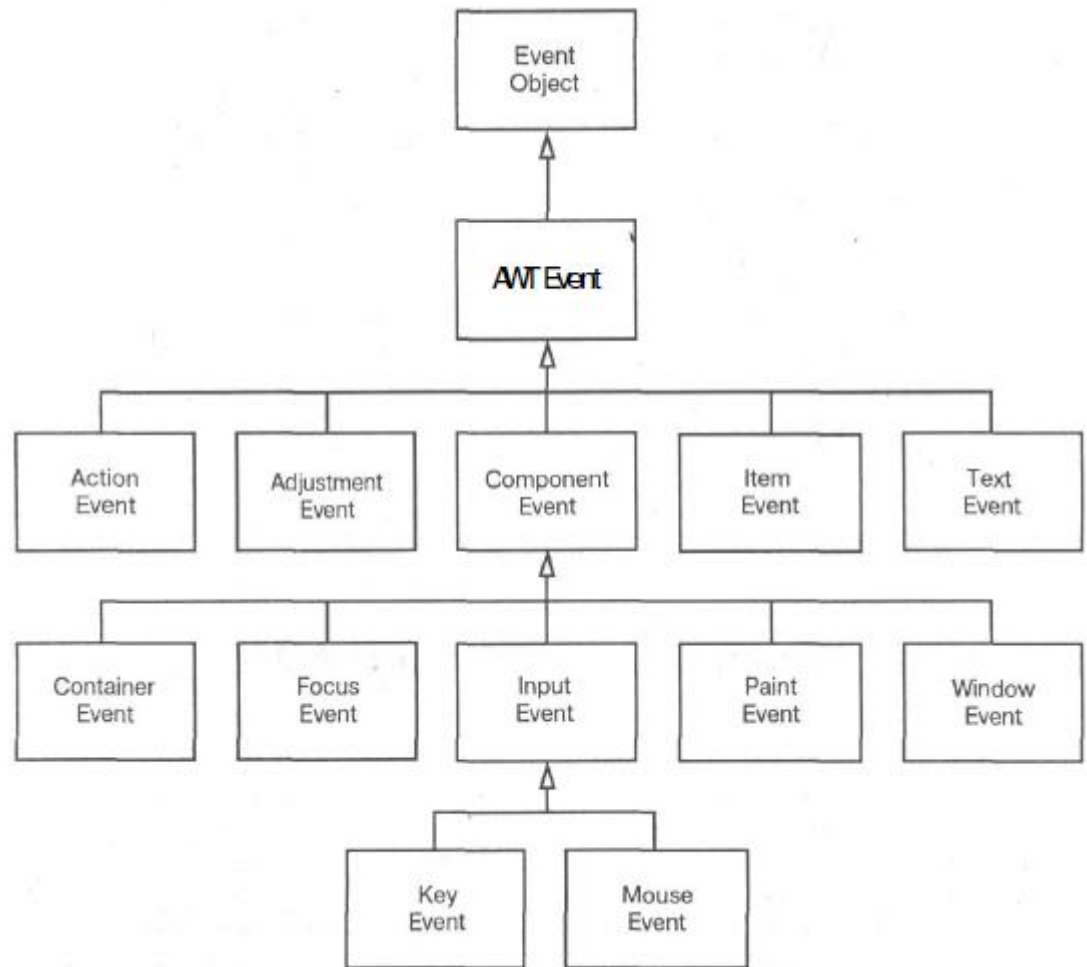 Event
Object
AWT Event
Action
Event
Adjustment
Event
Component
Event
Item
Event
Text
Event
Container
Event
Focus
Event
Input
Event
Paint
Event
Window
Event
Key
Event
Mouse
Event